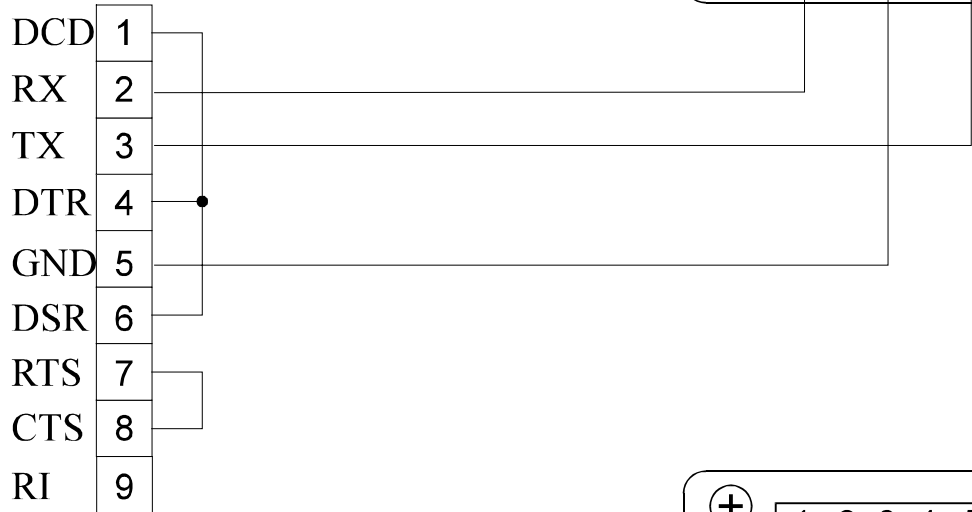 DCD 1
RX 2
TX 3
DTR 4
GND 5
DSR 6
RTS 7
CTS 8
RI 9